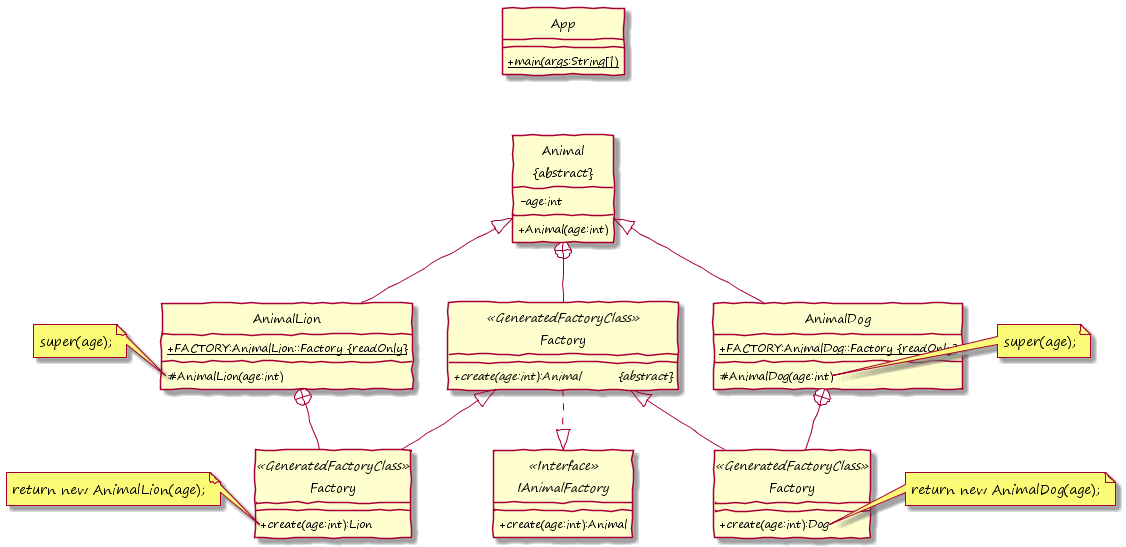 App
+main(args:String[])
Animal
{abstract}
-age:int
+Animal(age:int)
AnimalLion
+FACTORY:AnimalLion::Factory {readOnly}
#AnimalLion(age:int)
super(age);
«GeneratedFactoryClass»
Factory
+create(age:int):Animal {abstract}
AnimalDog
+FACTORY:AnimalDog::Factory {readOnly}
#AnimalDog(age:int)
super(age);
«GeneratedFactoryClass»
Factory
+create(age:int):Lion
return new AnimalLion(age);
«Interface»
IAnimalFactory
+create(age:int):Animal
«GeneratedFactoryClass»
Factory
+create(age:int):Dog
return new AnimalDog(age);